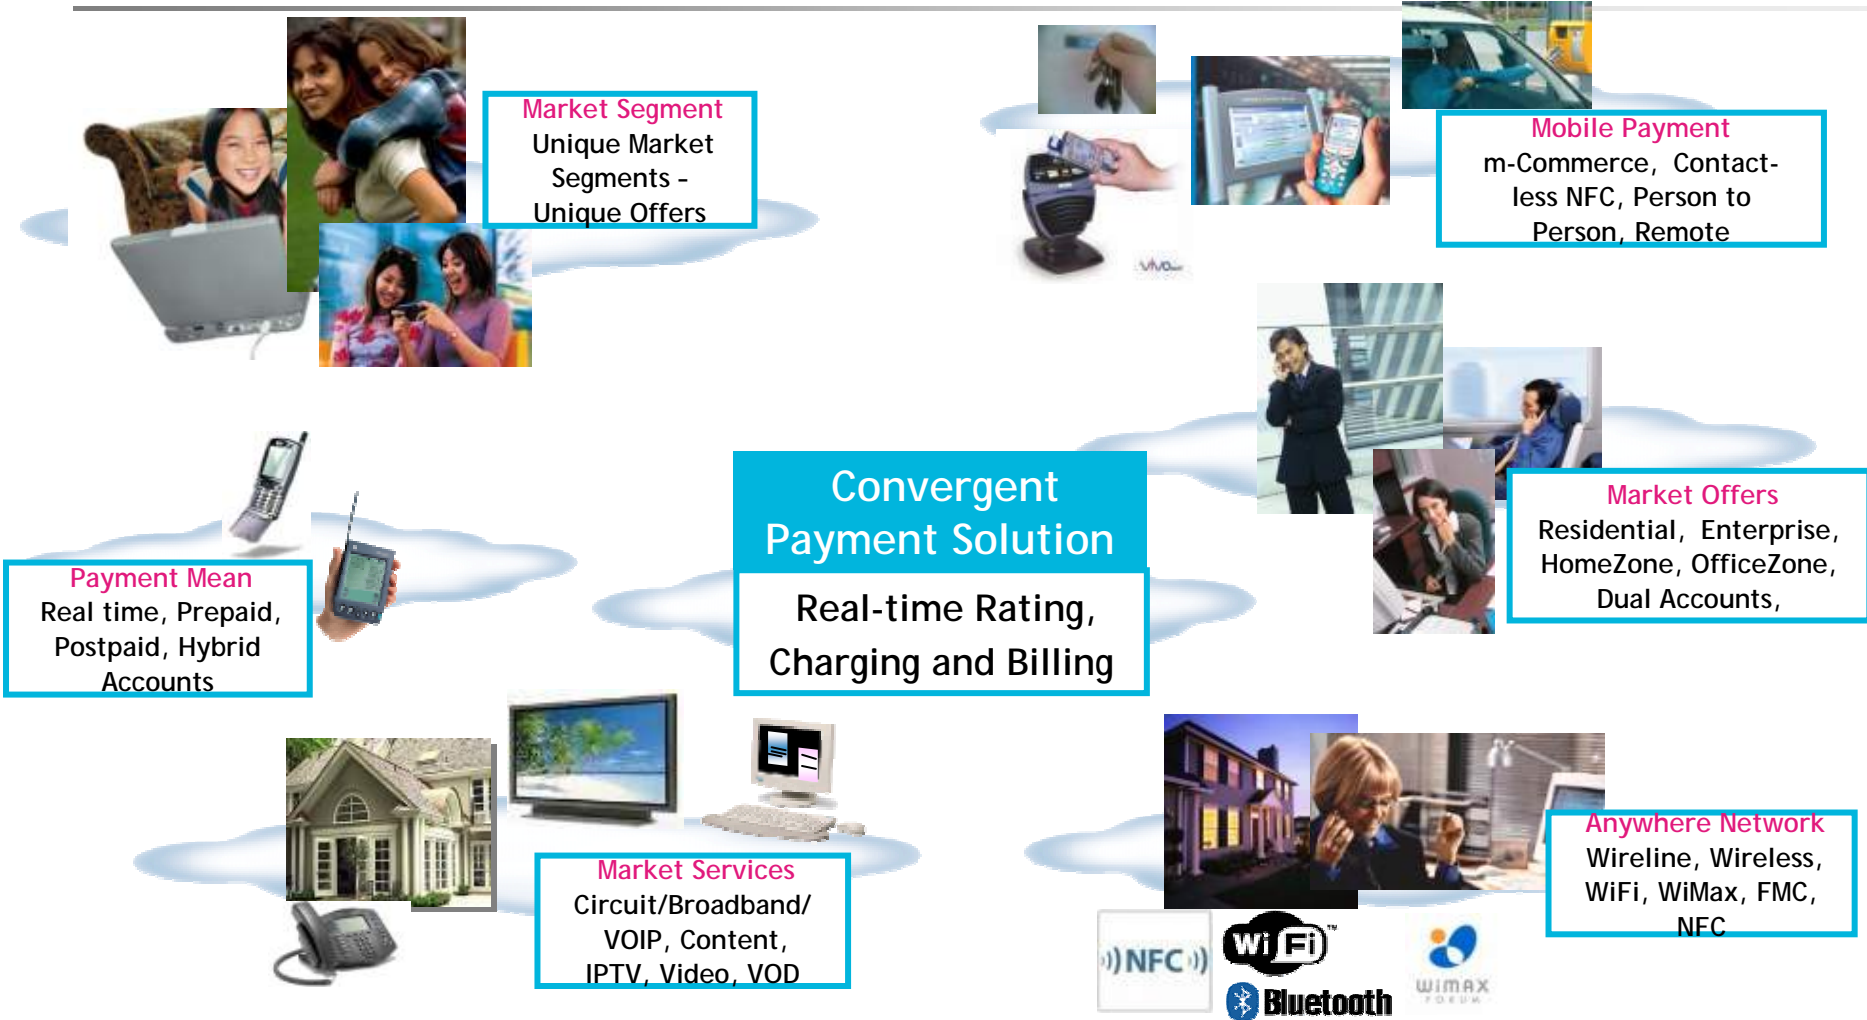 Market Segment
Unique Market
Segments -
Unique Offers
Mobile Payment
m-Commerce, Contact-
less NFC, Person to
Person, Remote
Convergent
Payment Solution
Real-time Rating,
Charging and Billing
Market Offers
Residential, Enterprise,
HomeZone, OfficeZone,
Dual Accounts,
Payment Mean
Real time, Prepaid,
Postpaid, Hybrid
Accounts
Market Services
Circuit/Broadband/
VOIP, Content,
IPTV, Video, VOD
Anywhere Network
Wireline, Wireless,
WiFi, WiMax, FMC,
NFC
NFC
Wi Fi ™
Bluetooth
WiMAX
FORUM